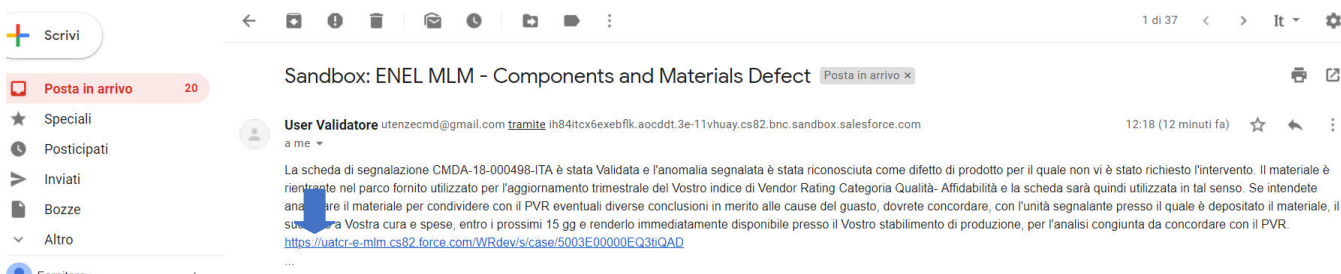 Scrivi
1 di 37
It
Posta in arrivo 20
Speciali
Posticipati
Inviati
Bozze
Altro
Sandbox: ENEL MLM - Components and Materials Defect Posta in arrivo ×
User Validatore utenzecmd@gmail.com tramite ih84itcx6exebflk.aocddt.3e-11vhuay.cs82.bnc.sandbox.salesforce.com 12:18 (12 minuti fa)
a me
La scheda di segnalazione CMDA-18-000498-ITA è stata Validata e l'anomalia segnalata è stata riconosciuta come difetto di prodotto per il quale non vi è stato richiesto l'intervento. Il materiale è
rientrante nel parco fornito utilizzato per l'aggiornamento trimestrale del Vostro indice di Vendor Rating Categoria Qualità- Affidabilità e la scheda sarà quindi utilizzata in tal senso. Se intendete
il materiale per condividere con il PVR eventuali diverse conclusioni in merito alle cause del guasto, dovrete concordare, con l'unità segnalante presso il quale è depositato il materiale, il
a Vostra cura e spese, entro i prossimi 15 gg e renderlo immediatamente disponibile presso il Vostro stabilimento di produzione, per l'analisi congiunta da concordare con il PVR.
https://uatcr-e-mlm.cs82.force.com/WRdev/s/case/5003E00000EQ3tiQAD
...